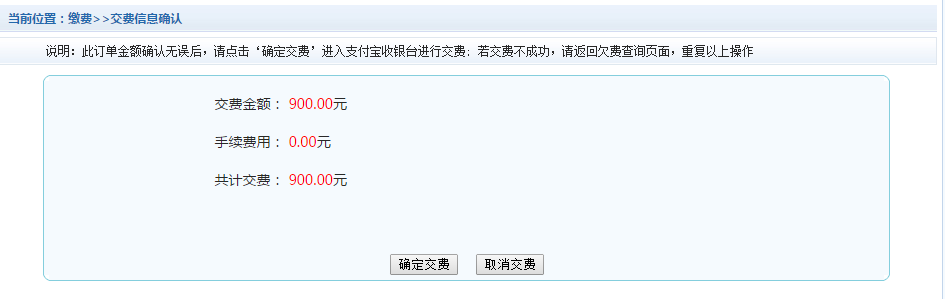 当前位置：缴费>>交费信息确认
说明：此订单金额确认无误后，请点击‘确定交费’进入支付宝收银台进行交费；若交费不成功，请返回欠费查询页面，重复以上操作
交费金额： 900.00元
手续费用： 0.00元
共计交费： 900.00元
确定交费 取消交费